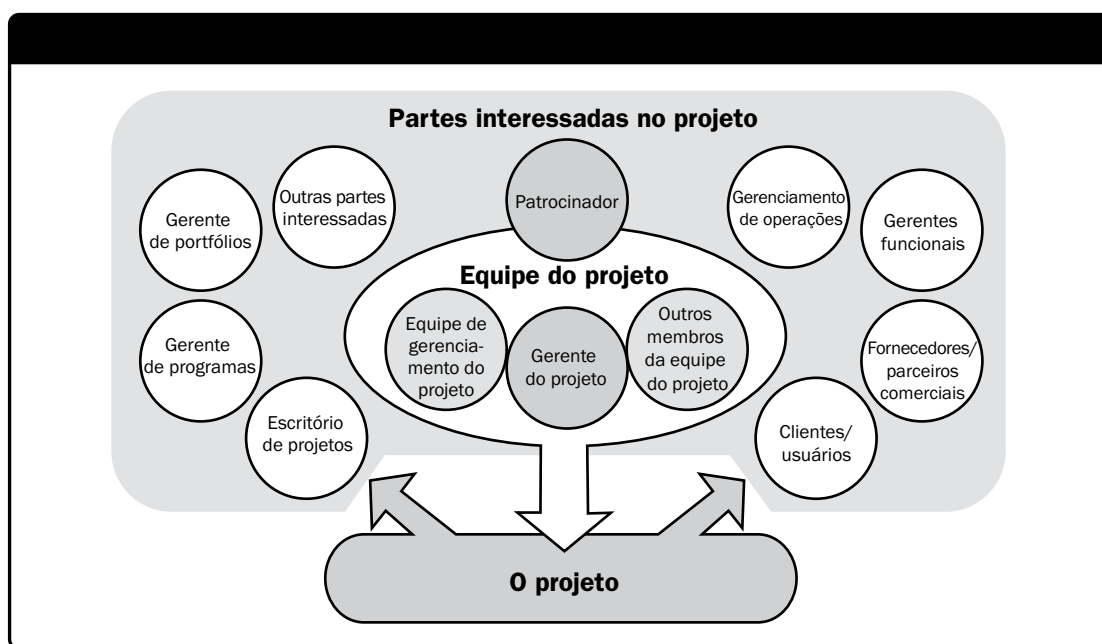 Partes interessadas no projeto
Patrocinador
Outras partes
interessadas
Gerente
de portfólios
Gerenciamento
de operações
Gerentes
funcionais
Equipe do projeto
Equipe de
gerencia-
mento do
projeto
Gerente
do projeto
Outros
membros
da equipe
do projeto
Gerente
de programas
Fornecedores/
parceiros
comerciais
Escritório
de projetos
Clientes/
usuários
O projeto